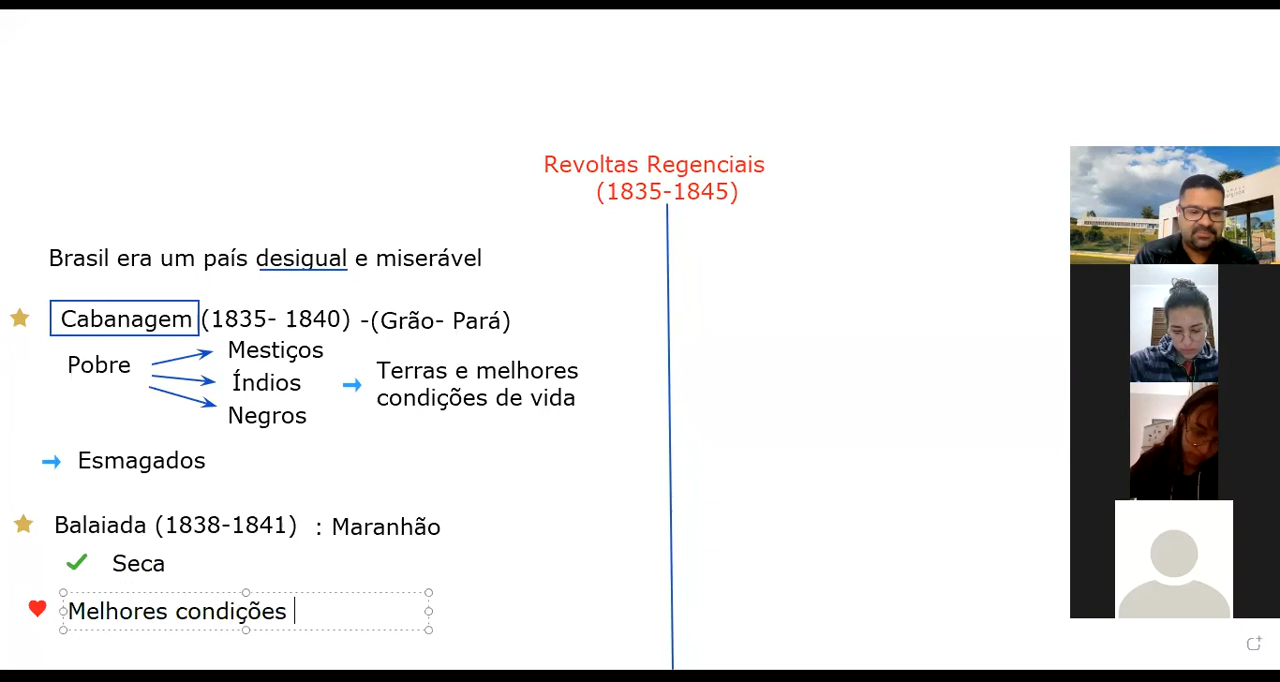 Revoltas Regenciais
(1835-1845)
Brasil era um país desigual e miserável
Cabanagem (1835- 1840) -(Grão- Pará)
Pobre
Mestiços
Índios
Negros
Terras e melhores
condições de vida
Esmagados
Balaiada (1838-1841) : Maranhão
Seca
Melhores condições